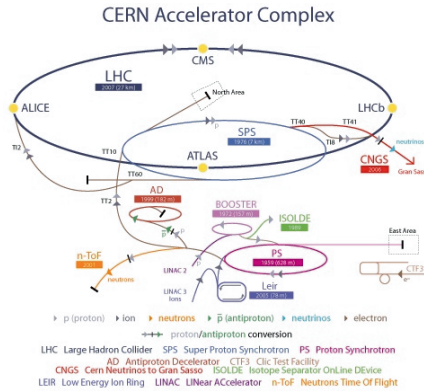 CERN Accelerator Complex
CMS
LHC
2007 (27 km)
North Area
ALICE
LHCb
TT40
TT41
SPS
1976 (7 km)
TI8
TI2
TT10
ATLAS
CNGS
2006
neutrinos
Gran Sasso
TT60
AD
1999 (182 m)
TT2
BOOSTER
1972 (157 m)
ISOLDE
1989
East Area
n-ToF
2001
neutrons
LINAC 2
PS
1959 (628 m)
CTF3
LINAC 3
Ions
Leir
2005 (78 m)
p (proton) ion neutrons p̄ (antiproton) neutrinos electron
proton/antiproton conversion
LHC Large Hadron Collider SPS Super Proton Synchrotron PS Proton Synchrotron
AD Antiproton Decelerator CTF3 Clic Test Facility
CNGS Cern Neutrinos to Gran Sasso ISOLDE Isotope Separator OnLine DEvice
LEIR Low Energy Ion Ring LINAC LINear ACcelerator n-ToF Neutrons Time Of Flight